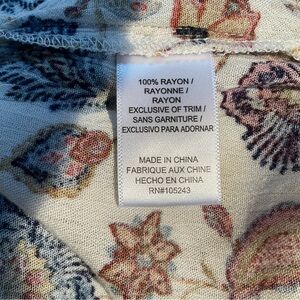 100% RAYON /
RAYONNE /
RAYON
EXCLUSIVE OF TRIM /
SANS GARNITURE /
EXCLUSIVO PARA ADORNAR
MADE IN CHINA
FABRIQUE AUX CHINE
HECHO EN CHINA
RN#105243